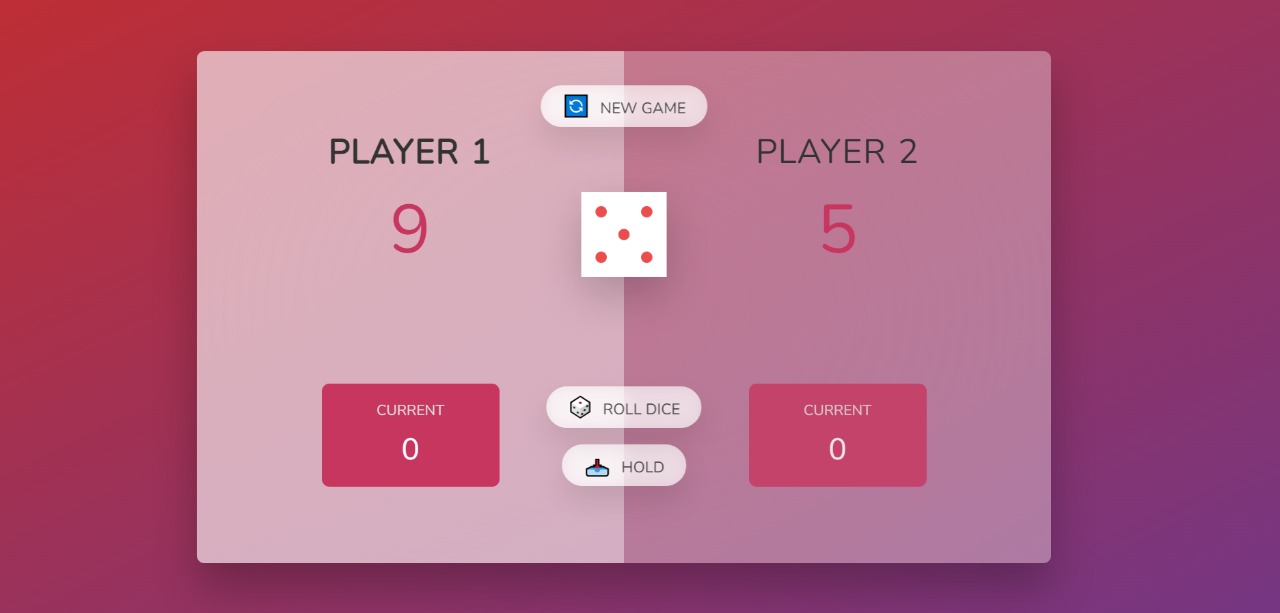 NEW GAME
PLAYER 1
9
PLAYER 2
5
CURRENT
0
ROLL DICE
HOLD
CURRENT
0